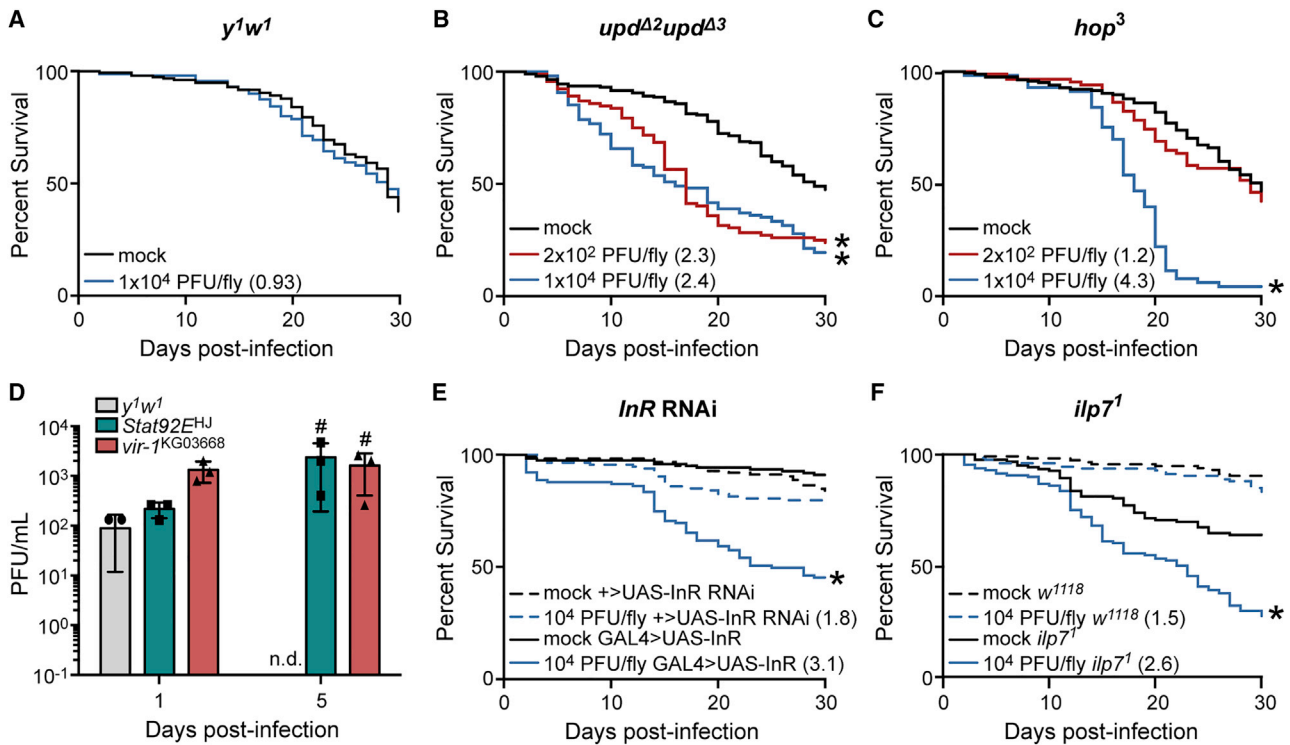 A
y¹w¹
Percent Survival
100
50
0
mock
1x10⁴ PFU/fly (0.93)
0 10 20 30
Days post-infection
B
updΔ²updΔ³
Percent Survival
100
50
0
mock
2x10² PFU/fly (2.3)
1x10⁴ PFU/fly (2.4)
*
*
0 10 20 30
Days post-infection
C
hop³
Percent Survival
100
50
0
mock
2x10² PFU/fly (1.2)
1x10⁴ PFU/fly (4.3)
*
0 10 20 30
Days post-infection
D
y¹w¹
Stat92Eᴴᴶ
vir-1ᴷᴳ⁰³⁶⁶⁸
PFU/mL
10⁴
10³
10²
10¹
10⁰
10⁻¹
# #
n.d.
1 5
Days post-infection
E
InR RNAi
Percent Survival
100
50
0
mock +>UAS-InR RNAi
10⁴ PFU/fly +>UAS-InR RNAi (1.8)
mock GAL4>UAS-InR
10⁴ PFU/fly GAL4>UAS-InR (3.1)
*
0 10 20 30
Days post-infection
F
ilp7¹
Percent Survival
100
50
0
mock w¹¹¹⁸
10⁴ PFU/fly w¹¹¹⁸ (1.5)
mock ilp7¹
10⁴ PFU/fly ilp7¹ (2.6)
*
0 10 20 30
Days post-infection